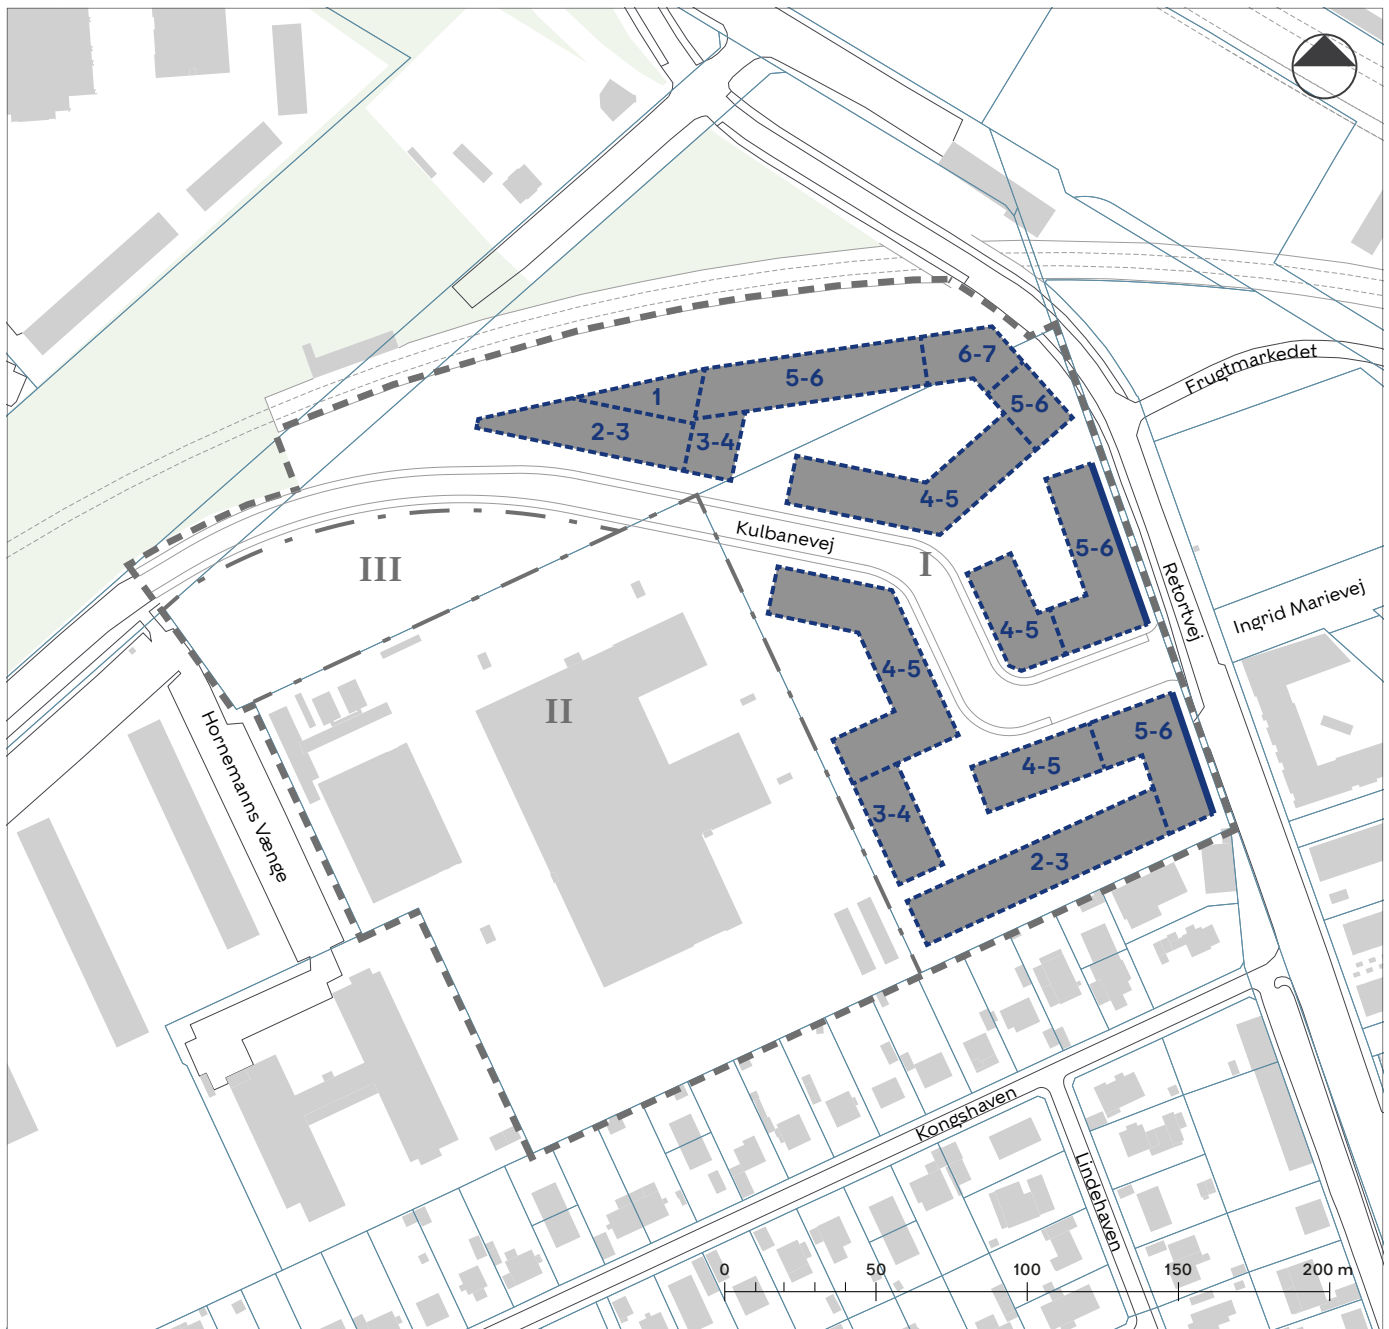 6-7
5-6
1
5-6
2-3
3-4
4-5
Frugtmarkedet
Kulbanevej
I
5-6
III
Retortvej
Ingrid Marievej
4-5
4-5
II
5-6
4-5
Hornemanns Vænge
3-4
2-3
Kongshaven
Lindehaven
0 50 100 150 200 m